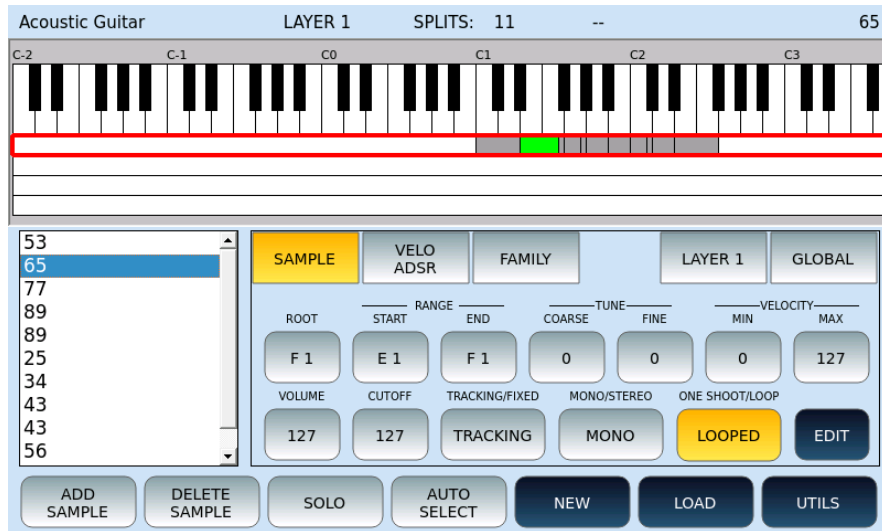 Acoustic Guitar LAYER 1 SPLITS: 11 -- 65
C-2 C-1 C0 C1 C2 C3
53
65
77
89
89
25
34
43
43
56
SAMPLE VELO ADSR FAMILY LAYER 1 GLOBAL
RANGE TUNE VELOCITY
ROOT START END COARSE FINE MIN MAX
F 1 E 1 F 1 0 0 0 127
VOLUME CUTOFF TRACKING/FIXED MONO/STEREO ONE SHOOT/LOOP
127 127 TRACKING MONO LOOPED EDIT
ADD SAMPLE DELETE SAMPLE SOLO AUTO SELECT NEW LOAD UTILS